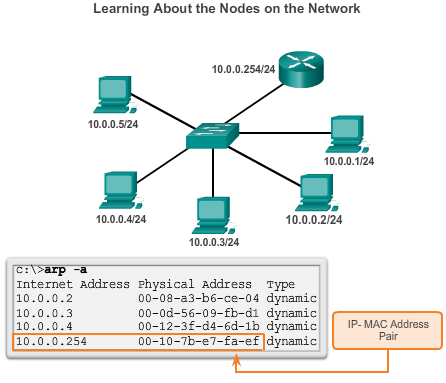 Learning About the Nodes on the Network
10.0.0.254/24
10.0.0.5/24
10.0.0.1/24
10.0.0.4/24
10.0.0.2/24
10.0.0.3/24
c:\>arp -a
Internet Address Physical Address Type
10.0.0.2 00-08-a3-b6-ce-04 dynamic
10.0.0.3 00-0d-56-09-fb-d1 dynamic
10.0.0.4 00-12-3f-d4-6d-1b dynamic
10.0.0.254 00-10-7b-e7-fa-ef dynamic
IP- MAC Address
Pair